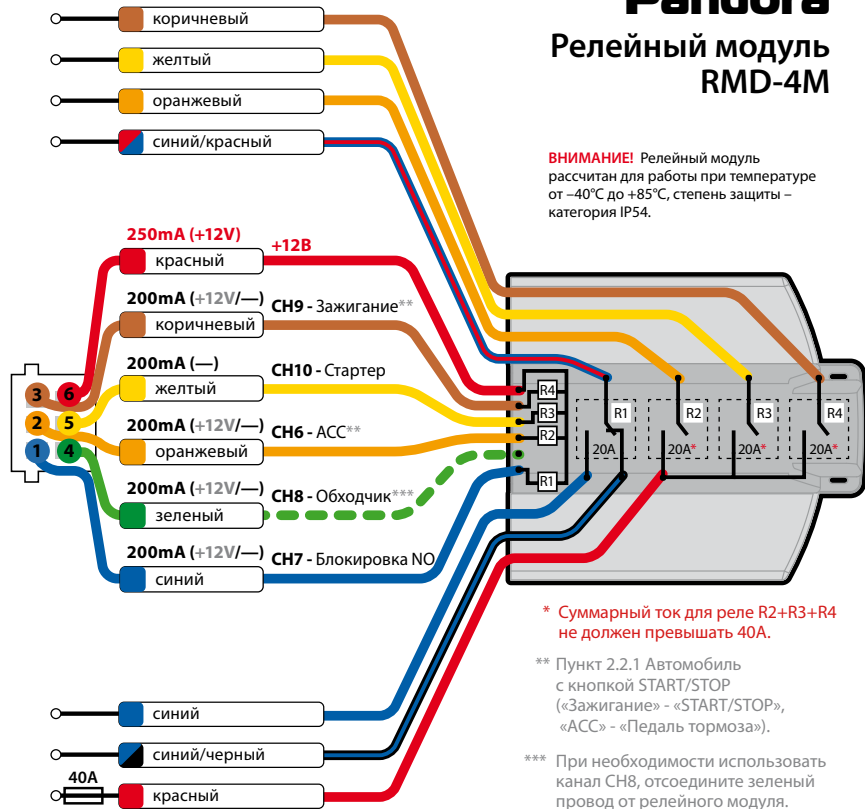 Pandora
Релейный модуль
RMD-4M
коричневый
желтый
оранжевый
синий/красный
ВНИМАНИЕ! Релейный модуль
рассчитан для работы при температуре
от –40°C до +85°C, степень защиты –
категория IP54.
250mA (+12V)
+12В
красный
200mA (+12V/—)
CH9 - Зажигание**
коричневый
200mA (—)
CH10 - Стартер
желтый
200mA (+12V/—)
CH6 - ACC**
оранжевый
200mA (+12V/—)
CH8 - Обходчик***
зеленый
200mA (+12V/—)
CH7 - Блокировка NO
синий
3 6
2 5
1 4
R4
R3
R2
R1
R1 R2 R3 R4
20A 20A* 20A* 20A*
* Суммарный ток для реле R2+R3+R4
не должен превышать 40А.
** Пункт 2.2.1 Автомобиль
с кнопкой START/STOP
(«Зажигание» - «START/STOP»,
«ACC» - «Педаль тормоза»).
*** При необходимости использовать
канал CH8, отсоедините зеленый
провод от релейного модуля.
синий
синий/черный
40A
красный